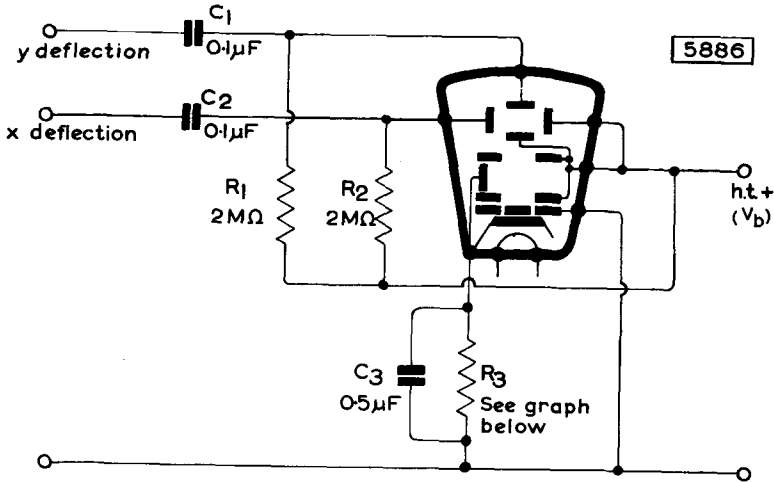 C1
0·1μF
y deflection
5886
C2
0·1μF
x deflection
R1
2MΩ
R2
2MΩ
h.t.+
(Vb)
C3
0·5μF
R3
See graph
below